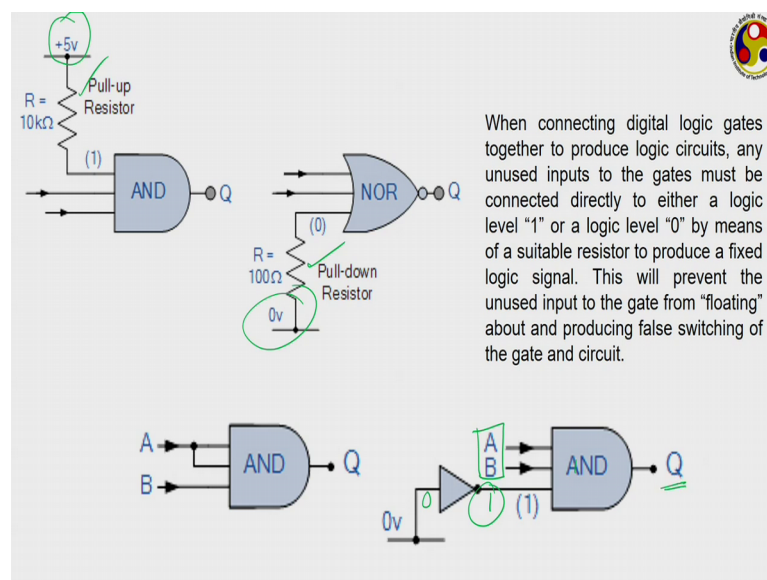 +5v
Pull-up
Resistor
R =
10kΩ
(1)
AND
Q
NOR
Q
(0)
R =
100Ω
Pull-down
Resistor
0v
When connecting digital logic gates
together to produce logic circuits, any
unused inputs to the gates must be
connected directly to either a logic
level “1” or a logic level “0” by means
of a suitable resistor to produce a fixed
logic signal. This will prevent the
unused input to the gate from “floating”
about and producing false switching of
the gate and circuit.
A
B
AND
Q
A
B
AND
Q
0
1
(1)
0v